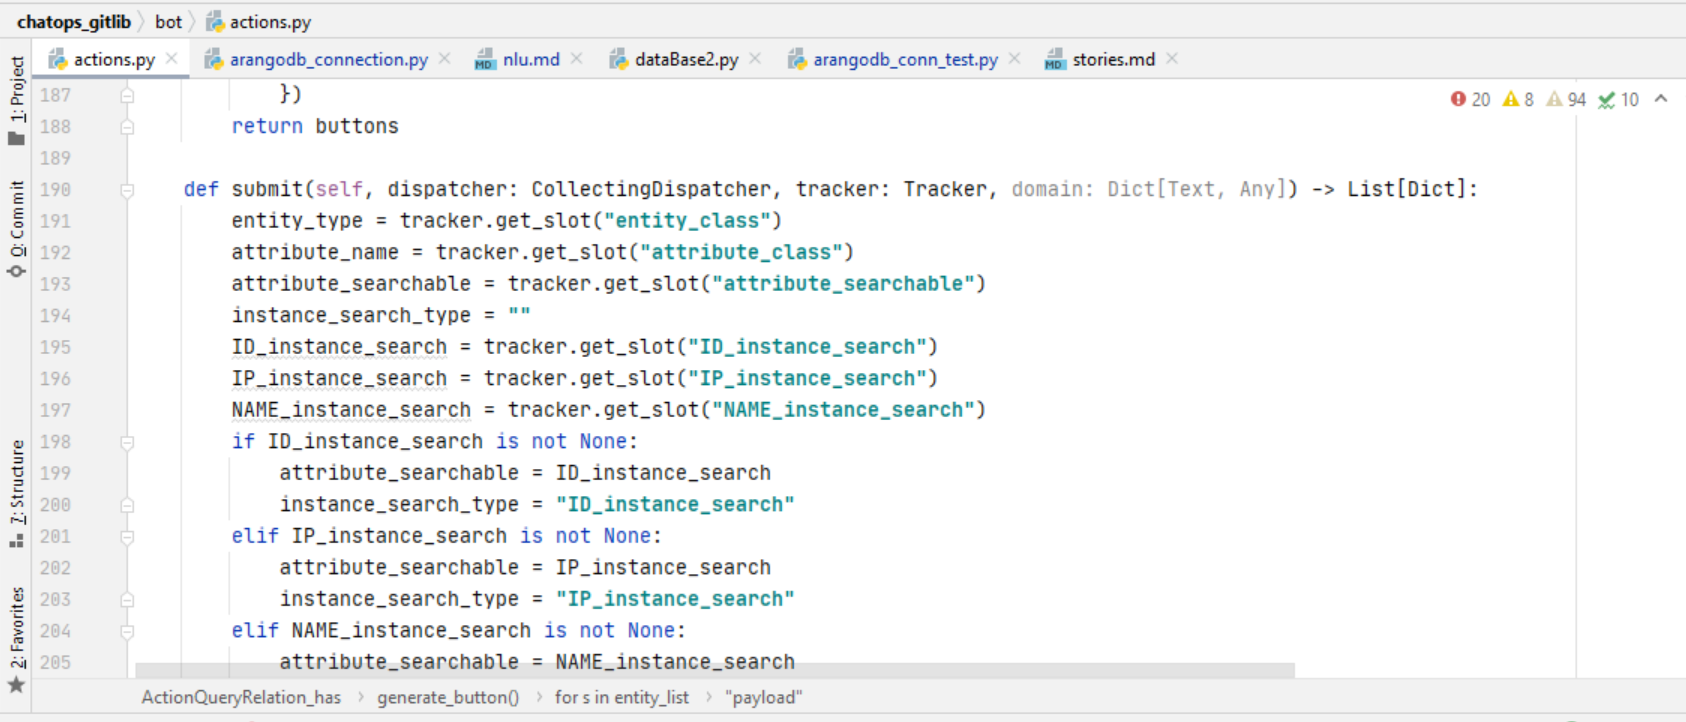 chatops_gitlib bot actions.py
actions.py arangodb_connection.py MD nlu.md dataBase2.py arangodb_conn_test.py MD stories.md
20 8 94 10
1: Project
0: Commit
7: Structure
2: Favorites
187 })
188 return buttons
189
190 def submit(self, dispatcher: CollectingDispatcher, tracker: Tracker, domain: Dict[Text, Any]) -> List[Dict]:
191 entity_type = tracker.get_slot("entity_class")
192 attribute_name = tracker.get_slot("attribute_class")
193 attribute_searchable = tracker.get_slot("attribute_searchable")
194 instance_search_type = ""
195 ID_instance_search = tracker.get_slot("ID_instance_search")
196 IP_instance_search = tracker.get_slot("IP_instance_search")
197 NAME_instance_search = tracker.get_slot("NAME_instance_search")
198 if ID_instance_search is not None:
199 attribute_searchable = ID_instance_search
200 instance_search_type = "ID_instance_search"
201 elif IP_instance_search is not None:
202 attribute_searchable = IP_instance_search
203 instance_search_type = "IP_instance_search"
204 elif NAME_instance_search is not None:
205 attribute_searchable = NAME_instance_search
ActionQueryRelation_has generate_button() for s in entity_list "payload"